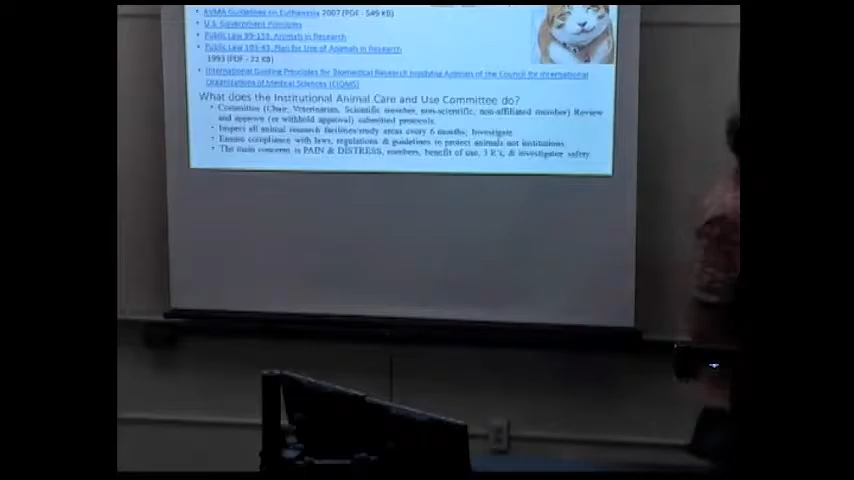 AVMA Guidelines on Euthanasia 2007 (PDF - 549 KB)
U.S. Government Principles
Public Law 99-158, Animals in Research
Public Law 103-43, Plan for Use of Animals in Research
1993 (PDF - 72 KB)
International Guiding Principles for Biomedical Research Involving Animals of the Council for International
Organizations of Medical Sciences (CIOMS)
What does the Institutional Animal Care and Use Committee do?
• Committee (Chair, Veterinarian, Scientific member, non-scientific, non-affiliated member) Review
and approve (or withhold approval) submitted protocols.
• Inspect all animal research facilities/study areas every 6 months, Investigate
• Ensure compliance with laws, regulations & guidelines to protect animals not institutions
• The main concern is PAIN & DISTRESS, numbers, benefit of use, 3 R's, & investigator safety